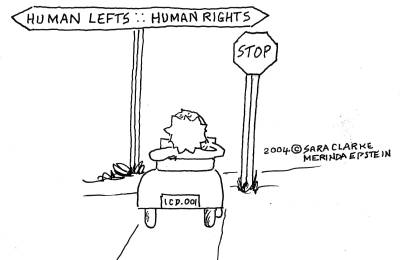 HUMAN LEFTS :: HUMAN RIGHTS
STOP
2004 © SARA CLARKE
MERINDA EPSTEIN
ICD.001